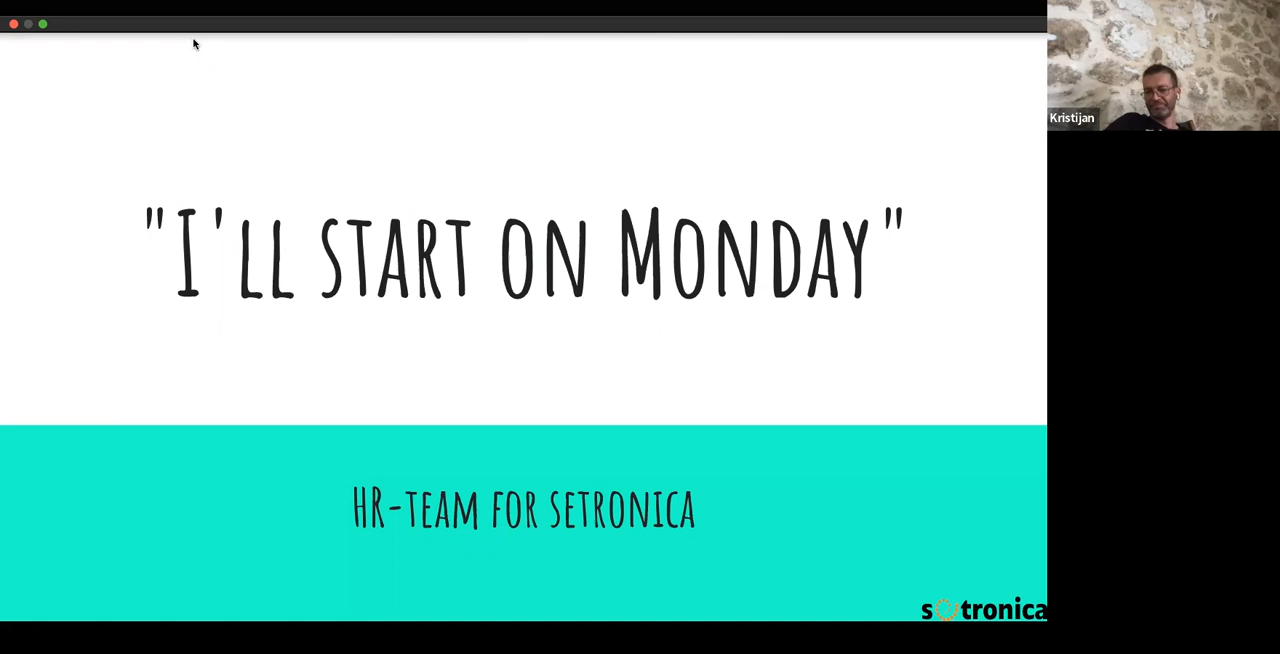 "I'll start on Monday"
HR-team for setronica
setronica
Kristijan